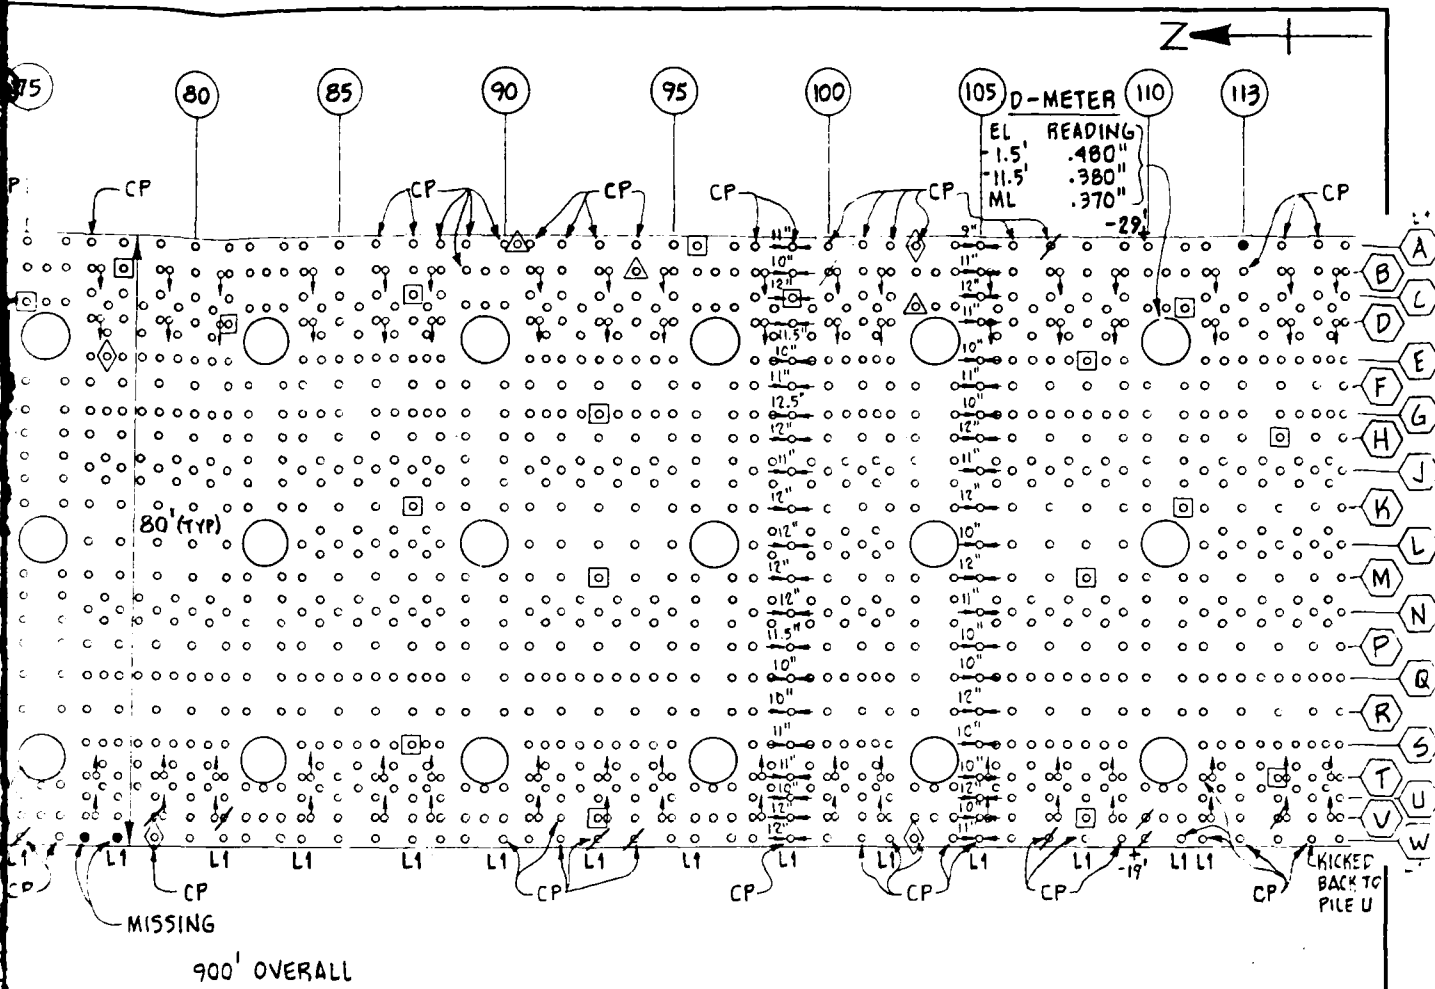 Z
75 80 85 90 95 100 105 110 113
D-METER
EL READING
-1.5' .480"
-11.5' .380"
ML .370"
-29'
P CP CP CP CP CP CP
11" 9"
10" 11"
12" 12"
11"
11.5"
10" 10"
11" 11"
12.5" 10"
12" 12"
11" 11"
12" 12"
80'(TYP)
12" 10"
12" 12"
12" 11"
11.5" 10"
10" 10"
10" 12"
11" 10"
11" 10"
10" 12"
12" 10"
12" 11"
A
B
C
D
E
F
G
H
J
K
L
M
N
P
Q
R
S
T
U
V
W
L1 L1 L1 L1 L1 L1 L1 L1 L1 L1 L1 L1 L1
-19'
CP CP CP CP CP CP CP
KICKED
BACK TO
PILE U
MISSING
900' OVERALL